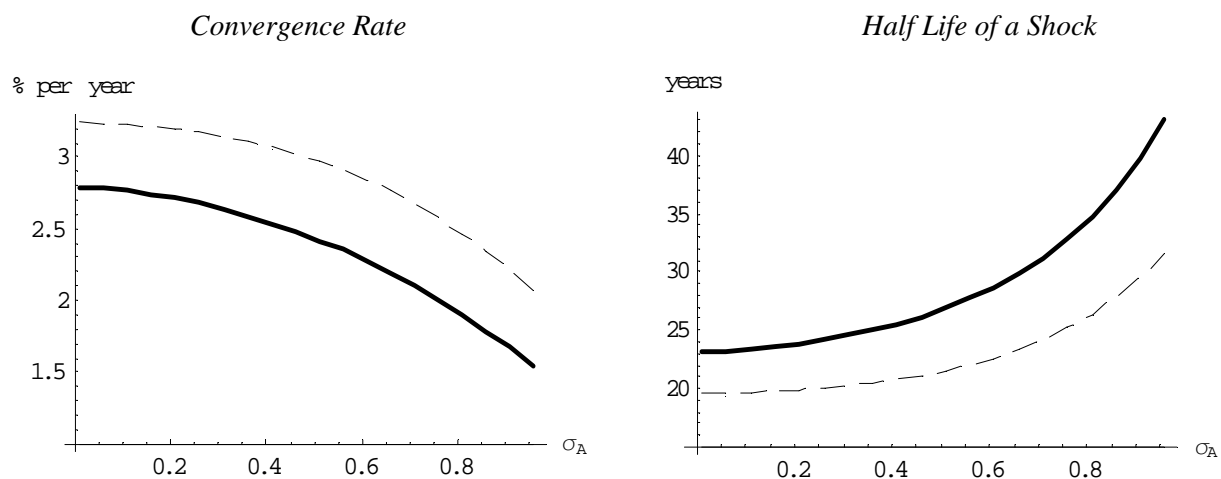 Convergence Rate
% per year
3
2.5
2
1.5
0.2 0.4 0.6 0.8
σA
Half Life of a Shock
years
40
35
30
25
20
0.2 0.4 0.6 0.8
σA